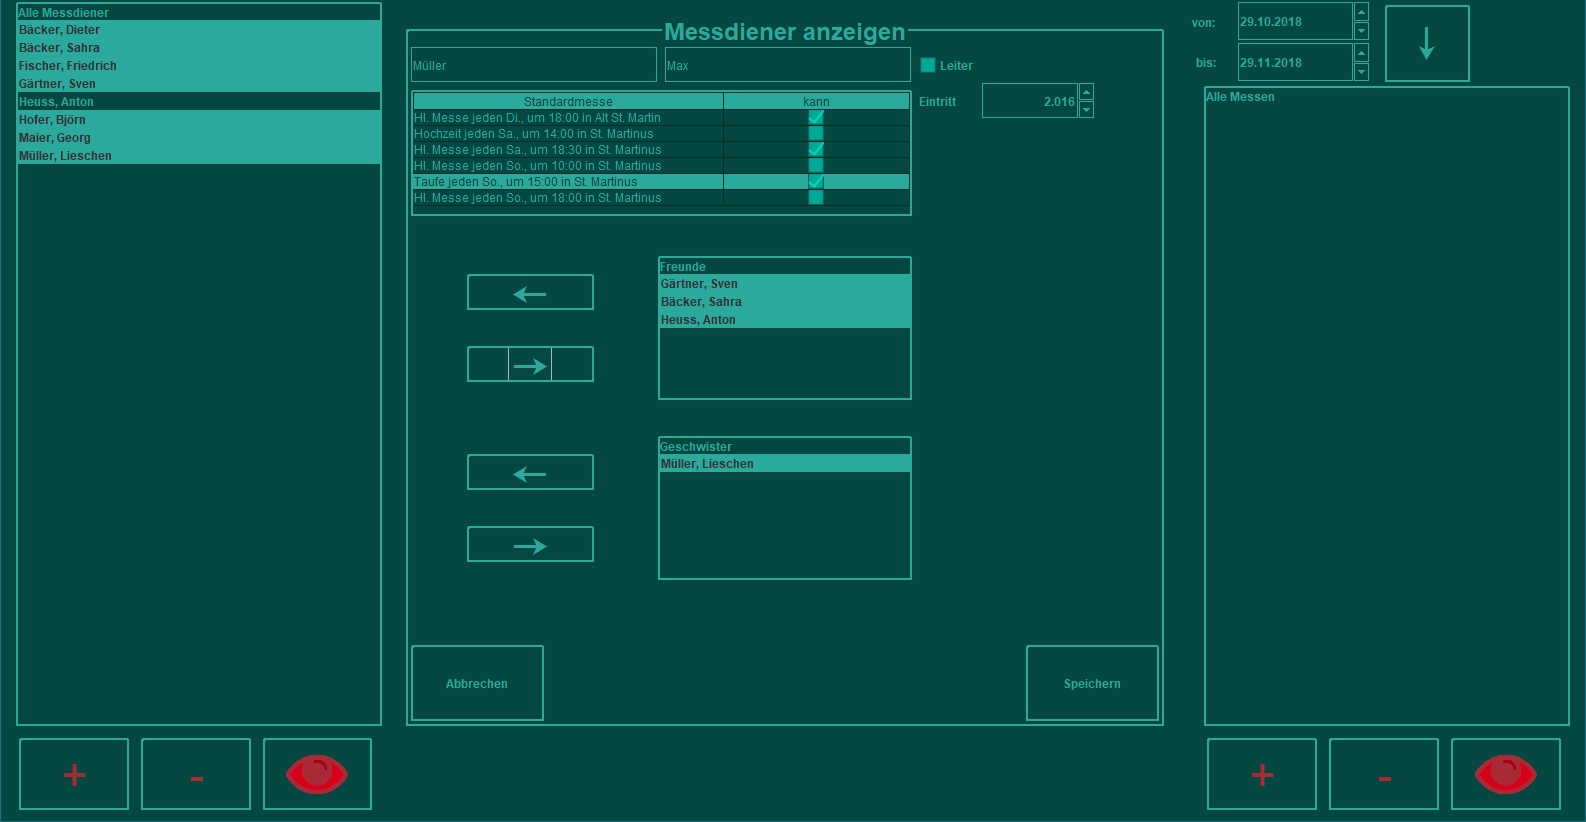 Alle Messdiener
Bäcker, Dieter
Bäcker, Sahra
Fischer, Friedrich
Gärtner, Sven
Heuss, Anton
Hofer, Björn
Maier, Georg
Müller, Lieschen
+
-
Messdiener anzeigen
Müller
Max
Leiter
Eintritt
2.016
Standardmesse kann
Hl. Messe jeden Di., um 18:00 in Alt St. Martin
Hochzeit jeden Sa., um 14:00 in St. Martinus
Hl. Messe jeden Sa., um 18:30 in St. Martinus
Hl. Messe jeden So., um 10:00 in St. Martinus
Taufe jeden So., um 15:00 in St. Martinus
Hl. Messe jeden So., um 18:00 in St. Martinus
Freunde
Gärtner, Sven
Bäcker, Sahra
Heuss, Anton
Geschwister
Müller, Lieschen
Abbrechen
Speichern
von: 29.10.2018
bis: 29.11.2018
Alle Messen
+
-